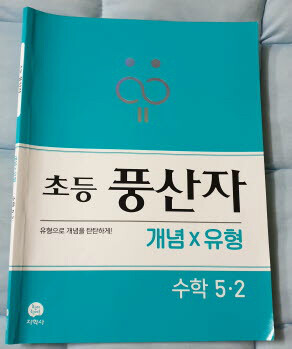 초등 풍산자
유형으로 개념을 탄탄하게!
개념 x 유형
수학 5·2
지학사